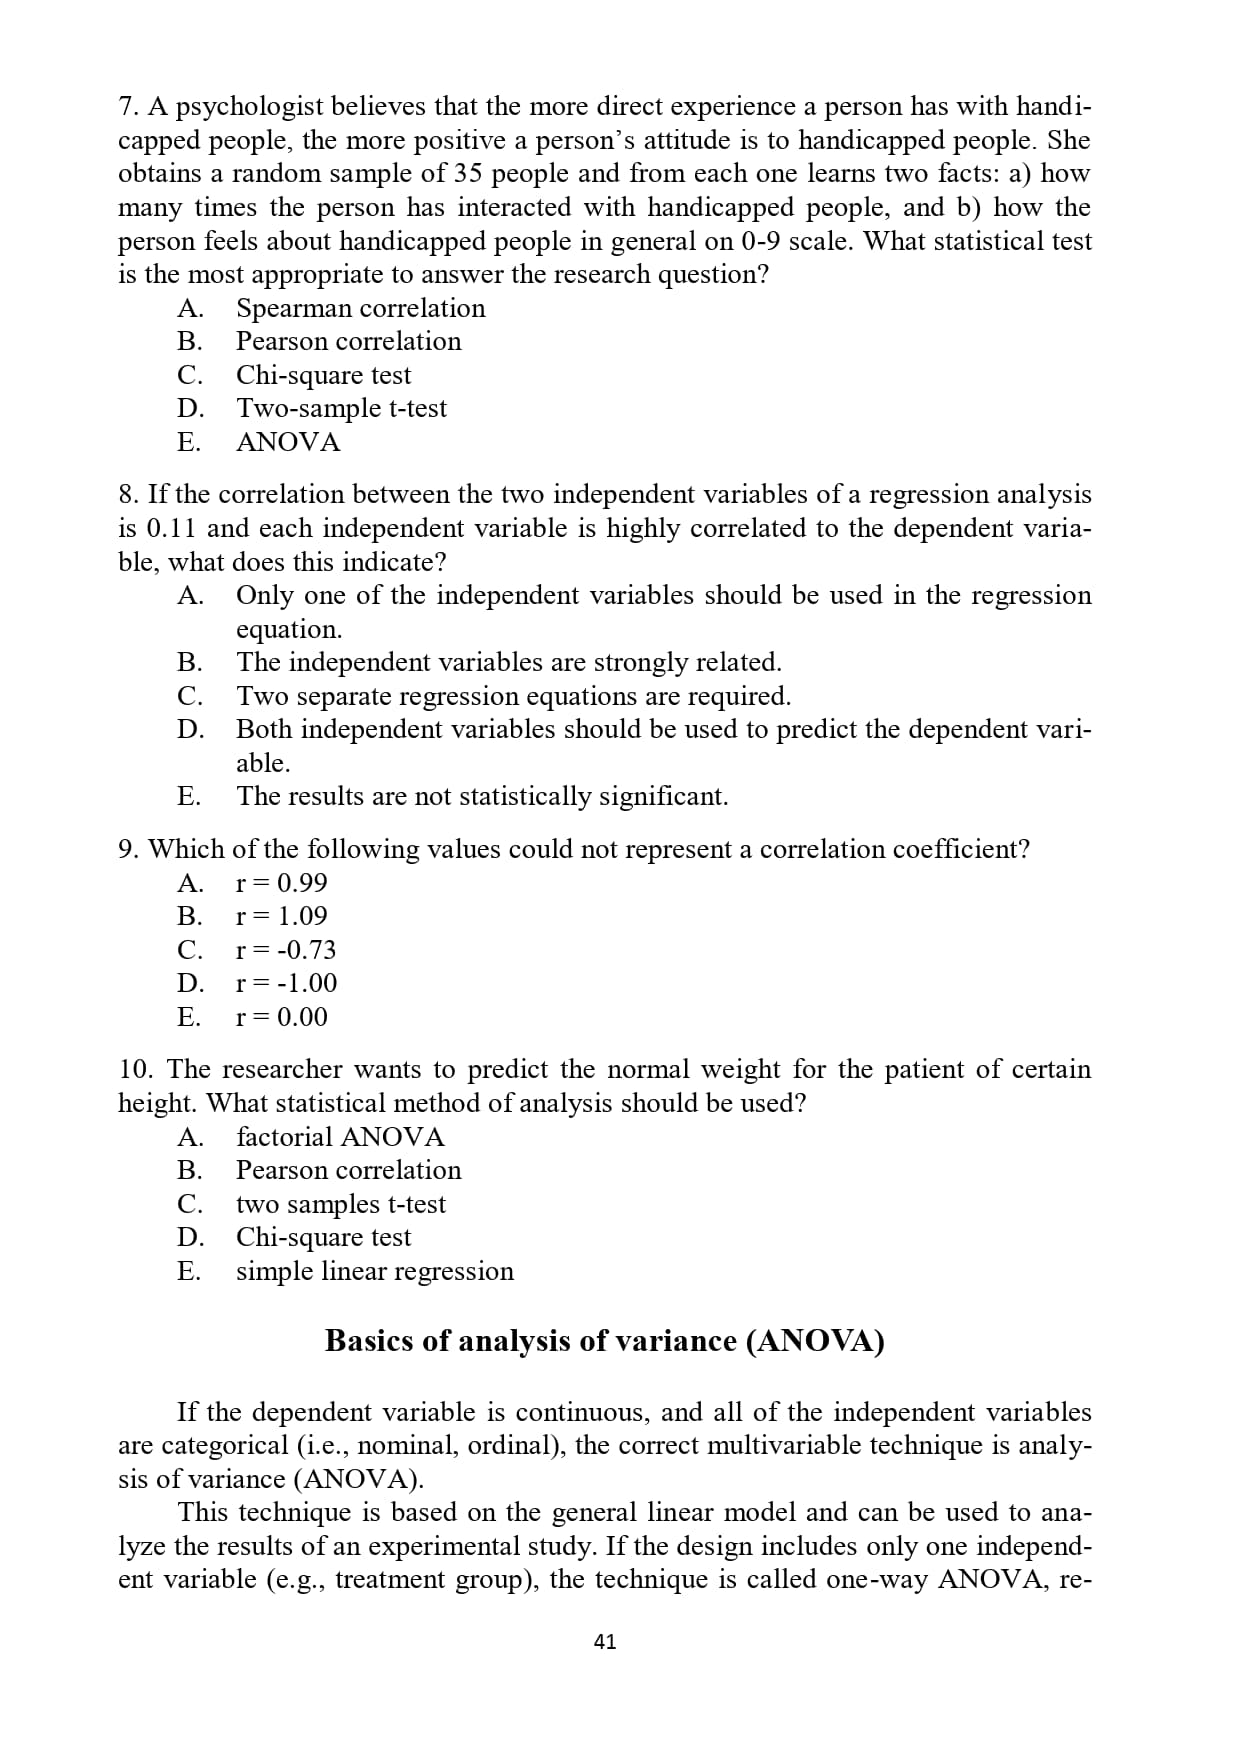 7. A psychologist believes that the more direct experience a person has with handi-
capped people, the more positive a person’s attitude is to handicapped people. She
obtains a random sample of 35 people and from each one learns two facts: a) how
many times the person has interacted with handicapped people, and b) how the
person feels about handicapped people in general on 0-9 scale. What statistical test
is the most appropriate to answer the research question?
A. Spearman correlation
B. Pearson correlation
C. Chi-square test
D. Two-sample t-test
E. ANOVA
8. If the correlation between the two independent variables of a regression analysis
is 0.11 and each independent variable is highly correlated to the dependent varia-
ble, what does this indicate?
A. Only one of the independent variables should be used in the regression
equation.
B. The independent variables are strongly related.
C. Two separate regression equations are required.
D. Both independent variables should be used to predict the dependent vari-
able.
E. The results are not statistically significant.
9. Which of the following values could not represent a correlation coefficient?
A. r = 0.99
B. r = 1.09
C. r = -0.73
D. r = -1.00
E. r = 0.00
10. The researcher wants to predict the normal weight for the patient of certain
height. What statistical method of analysis should be used?
A. factorial ANOVA
B. Pearson correlation
C. two samples t-test
D. Chi-square test
E. simple linear regression
Basics of analysis of variance (ANOVA)
If the dependent variable is continuous, and all of the independent variables
are categorical (i.e., nominal, ordinal), the correct multivariable technique is analy-
sis of variance (ANOVA).
This technique is based on the general linear model and can be used to ana-
lyze the results of an experimental study. If the design includes only one independ-
ent variable (e.g., treatment group), the technique is called one-way ANOVA, re-
41